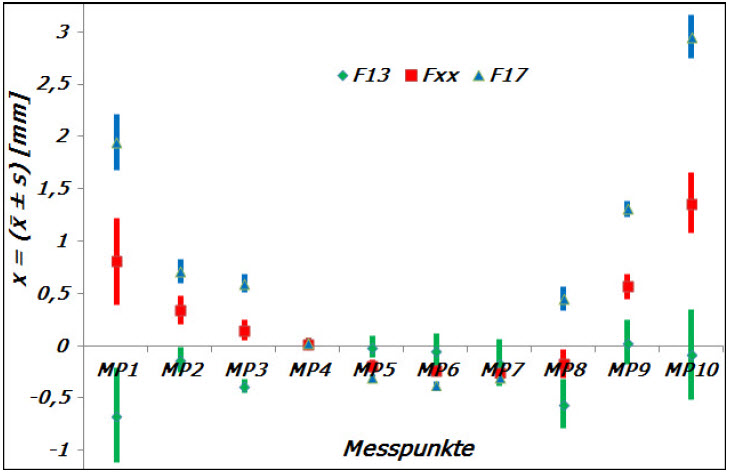 3
2,5
2
1,5
1
0,5
0
-0,5
-1
x = (x̄ ± s) [mm]
F13 Fxx F17
MP1 MP2 MP3 MP4 MP5 MP6 MP7 MP8 MP9 MP10
Messpunkte